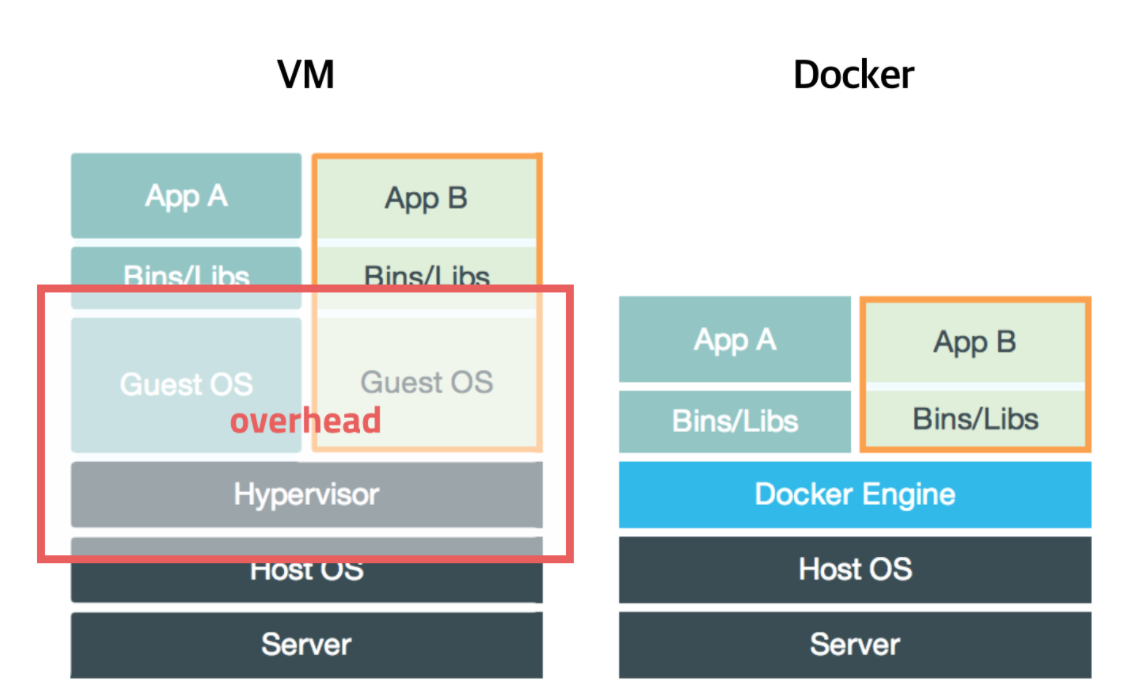 VM
Docker
App A
App B
Bins/Libs
Bins/Libs
Guest OS
Guest OS
overhead
Hypervisor
Host OS
Server
App A
App B
Bins/Libs
Bins/Libs
Docker Engine
Host OS
Server